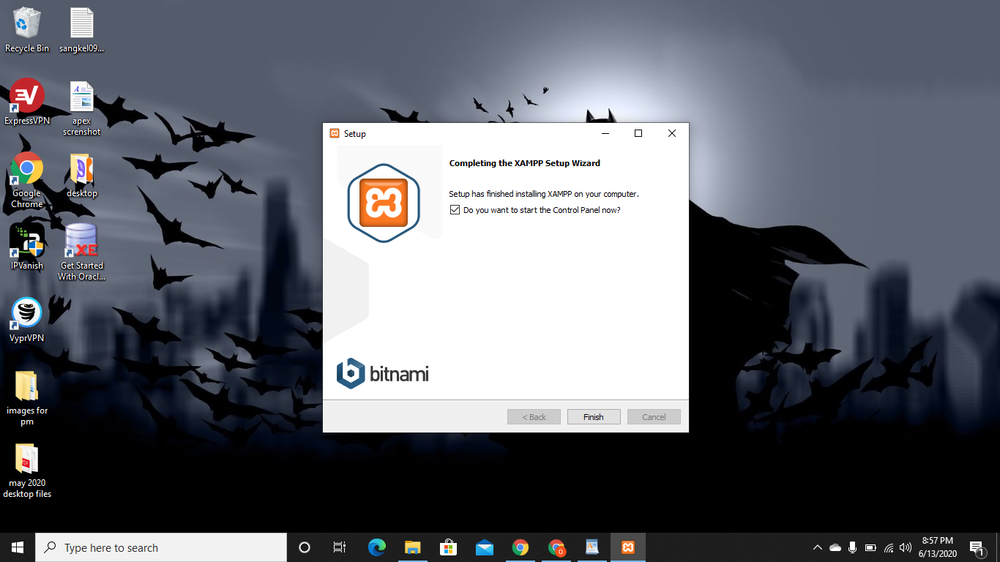 Recycle Bin
sangkel09...
ExpressVPN
apex
screnshot
Google
Chrome
desktop
IPVanish
XE
Get Started
With Oracl...
VyprVPN
images for
pm
PDF
may 2020
desktop files
Setup
Completing the XAMPP Setup Wizard
Setup has finished installing XAMPP on your computer.
Do you want to start the Control Panel now?
bitnami
< Back
Finish
Cancel
Type here to search
8:57 PM
6/13/2020
1